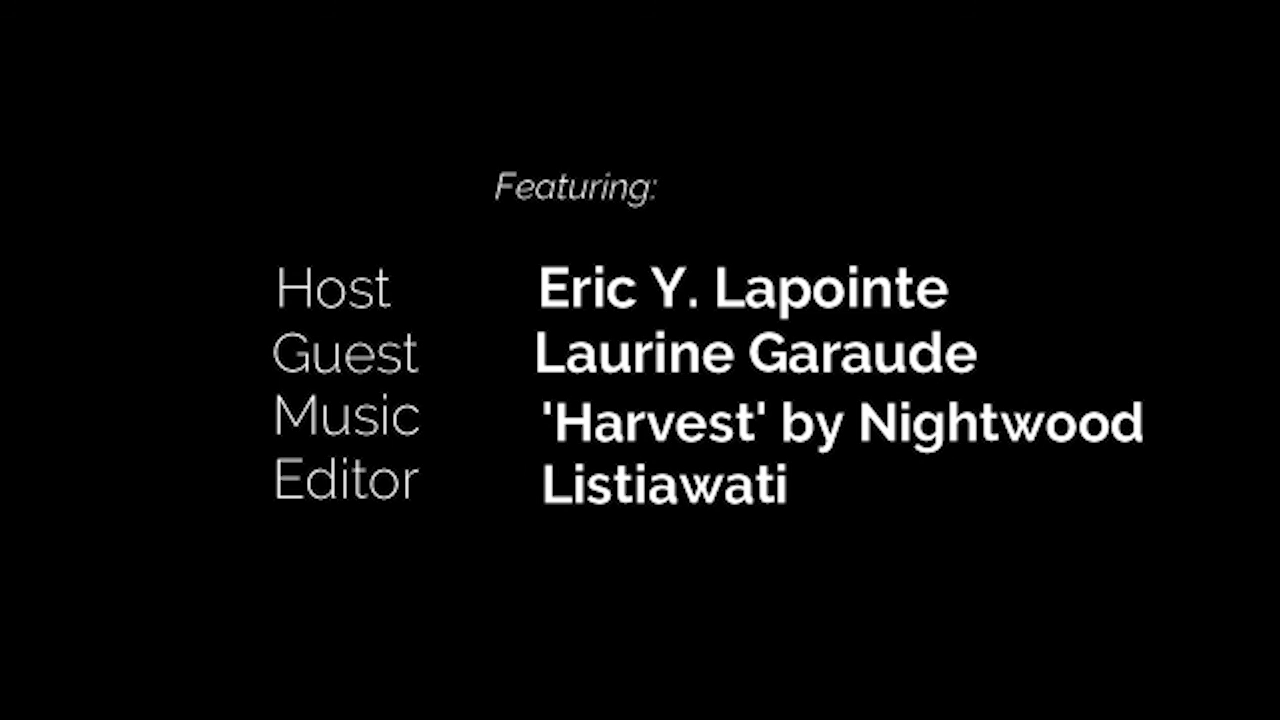 Featuring:
Host Eric Y. Lapointe
Guest Laurine Garaude
Music 'Harvest' by Nightwood
Editor Listiawati